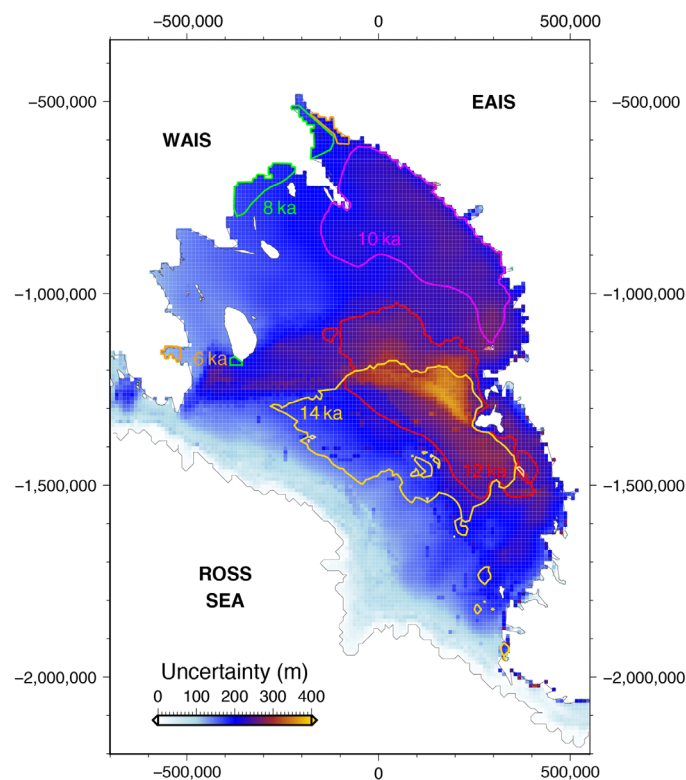 −500,000 0 500,000
−500,000 −500,000
EAIS
WAIS
8 ka
10 ka
−1,000,000 −1,000,000
6 ka
14 ka
12 ka
−1,500,000 −1,500,000
ROSS
SEA
Uncertainty (m)
0 100 200 300 400
−2,000,000 −2,000,000
−500,000 0 500,000